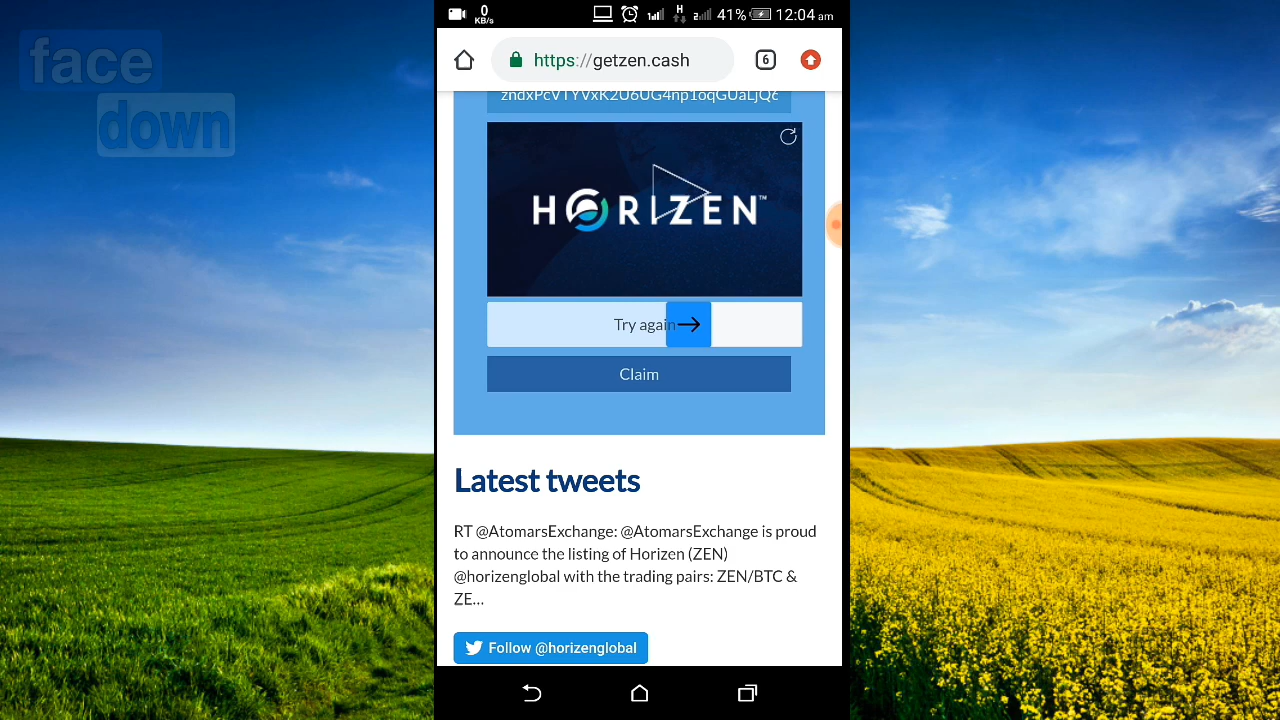 face
down
0
KB/s
H
2
41%
12:04 am
https://getzen.cash
6
HORIZEN™
Try again
Claim
Latest tweets
RT @AtomarsExchange: @AtomarsExchange is proud
to announce the listing of Horizen (ZEN)
@horizenglobal with the trading pairs: ZEN/BTC &
ZE...
Follow @horizenglobal